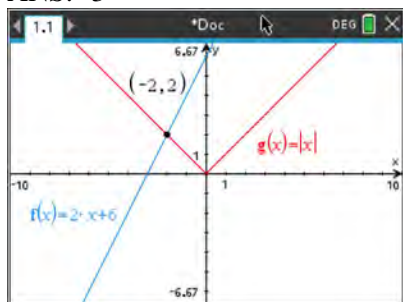 1.1 *Doc DEG
6.67 y
(-2,2)
1
g(x)=|x|
x
-10 1 10
f(x)=2·x+6
-6.67